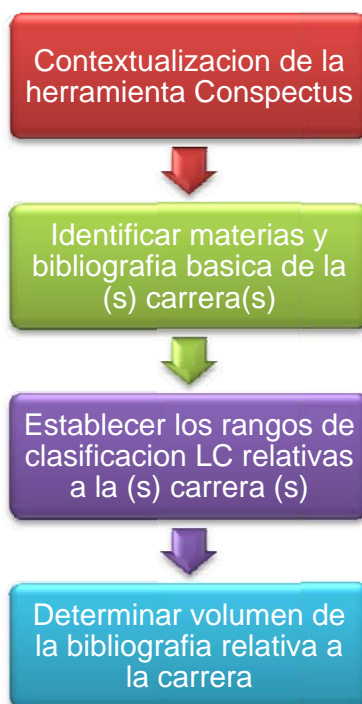 Contextualizacion de la
herramienta Conspectus
Identificar materias y
bibliografia basica de la
(s) carrera(s)
Establecer los rangos de
clasificacion LC relativas
a la (s) carrera (s)
Determinar volumen de
la bibliografia relativa a
la carrera